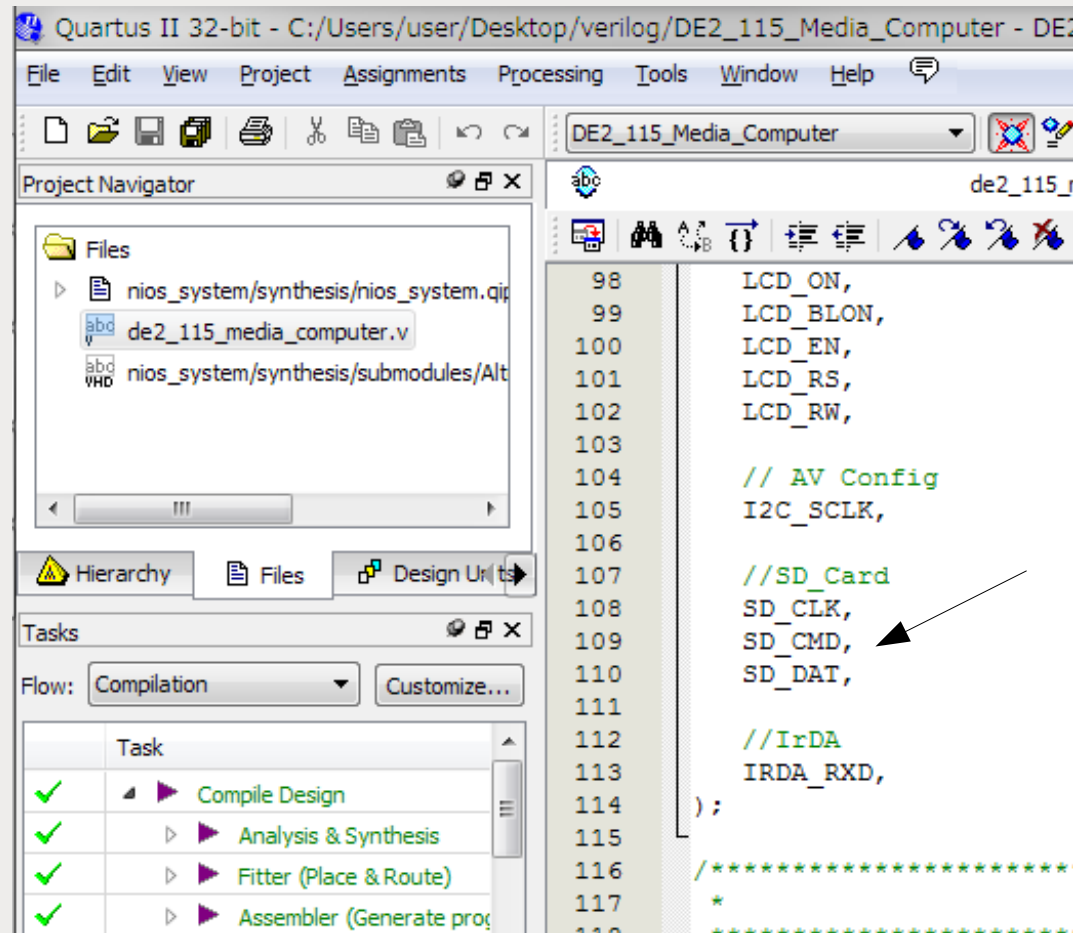 Quartus II 32-bit - C:/Users/user/Desktop/verilog/DE2_115_Media_Computer - DE2
File Edit View Project Assignments Processing Tools Window Help
DE2_115_Media_Computer
Project Navigator
Files
nios_system/synthesis/nios_system.qip
de2_115_media_computer.v
nios_system/synthesis/submodules/Alt
Hierarchy Files Design Units
Tasks
Flow: Compilation Customize...
Task
Compile Design
Analysis & Synthesis
Fitter (Place & Route)
Assembler (Generate prog
abc de2_115_
98 LCD_ON,
99 LCD_BLON,
100 LCD_EN,
101 LCD_RS,
102 LCD_RW,
103
104 // AV Config
105 I2C_SCLK,
106
107 //SD_Card
108 SD_CLK,
109 SD_CMD,
110 SD_DAT,
111
112 //IrDA
113 IRDA_RXD,
114 );
115
116 /***********************
117 *